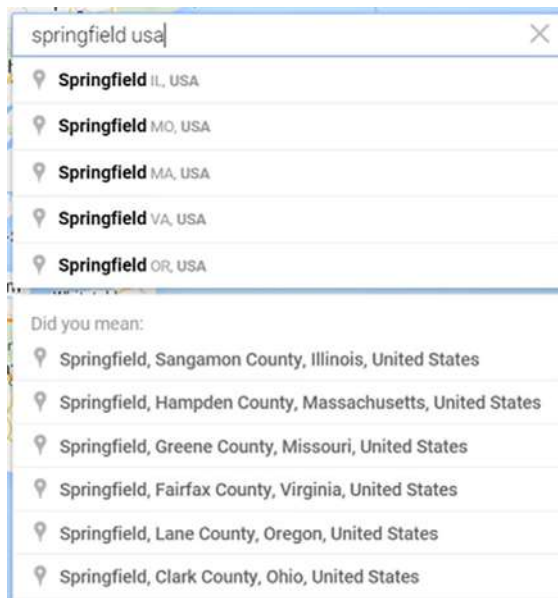 springfield usa
Springfield IL, USA
Springfield MO, USA
Springfield MA, USA
Springfield VA, USA
Springfield OR, USA
Did you mean:
Springfield, Sangamon County, Illinois, United States
Springfield, Hampden County, Massachusetts, United States
Springfield, Greene County, Missouri, United States
Springfield, Fairfax County, Virginia, United States
Springfield, Lane County, Oregon, United States
Springfield, Clark County, Ohio, United States